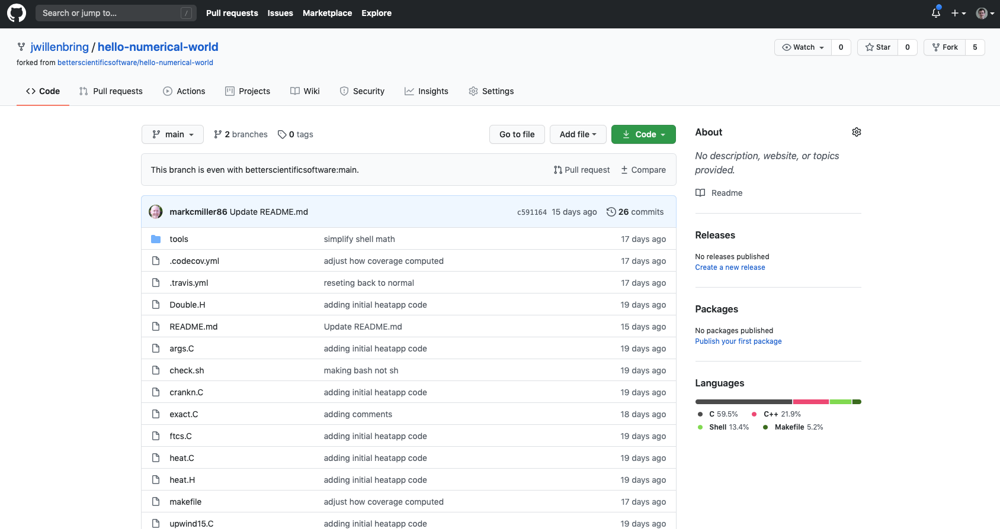 Search or jump to... /
Pull requests Issues Marketplace Explore
jwillenbring / hello-numerical-world
forked from betterscientificsoftware/hello-numerical-world
Watch 0 Star 0 Fork 5
Code Pull requests Actions Projects Wiki Security Insights Settings
main 2 branches 0 tags Go to file Add file Code
This branch is even with betterscientificsoftware:main. Pull request Compare
markcmiller86 Update README.md c591164 15 days ago 26 commits
tools simplify shell math 17 days ago
.codecov.yml adjust how coverage computed 17 days ago
.travis.yml reseting back to normal 17 days ago
Double.H adding initial heatapp code 19 days ago
README.md Update README.md 15 days ago
args.C adding initial heatapp code 19 days ago
check.sh making bash not sh 19 days ago
crankn.C adding initial heatapp code 19 days ago
exact.C adding comments 18 days ago
ftcs.C adding initial heatapp code 19 days ago
heat.C adding initial heatapp code 19 days ago
heat.H adding initial heatapp code 19 days ago
makefile adjust how coverage computed 17 days ago
upwind15.C adding initial heatapp code 19 days ago
About
No description, website, or topics
provided.
Readme
Releases
No releases published
Create a new release
Packages
No packages published
Publish your first package
Languages
C 59.5% C++ 21.9%
Shell 13.4% Makefile 5.2%